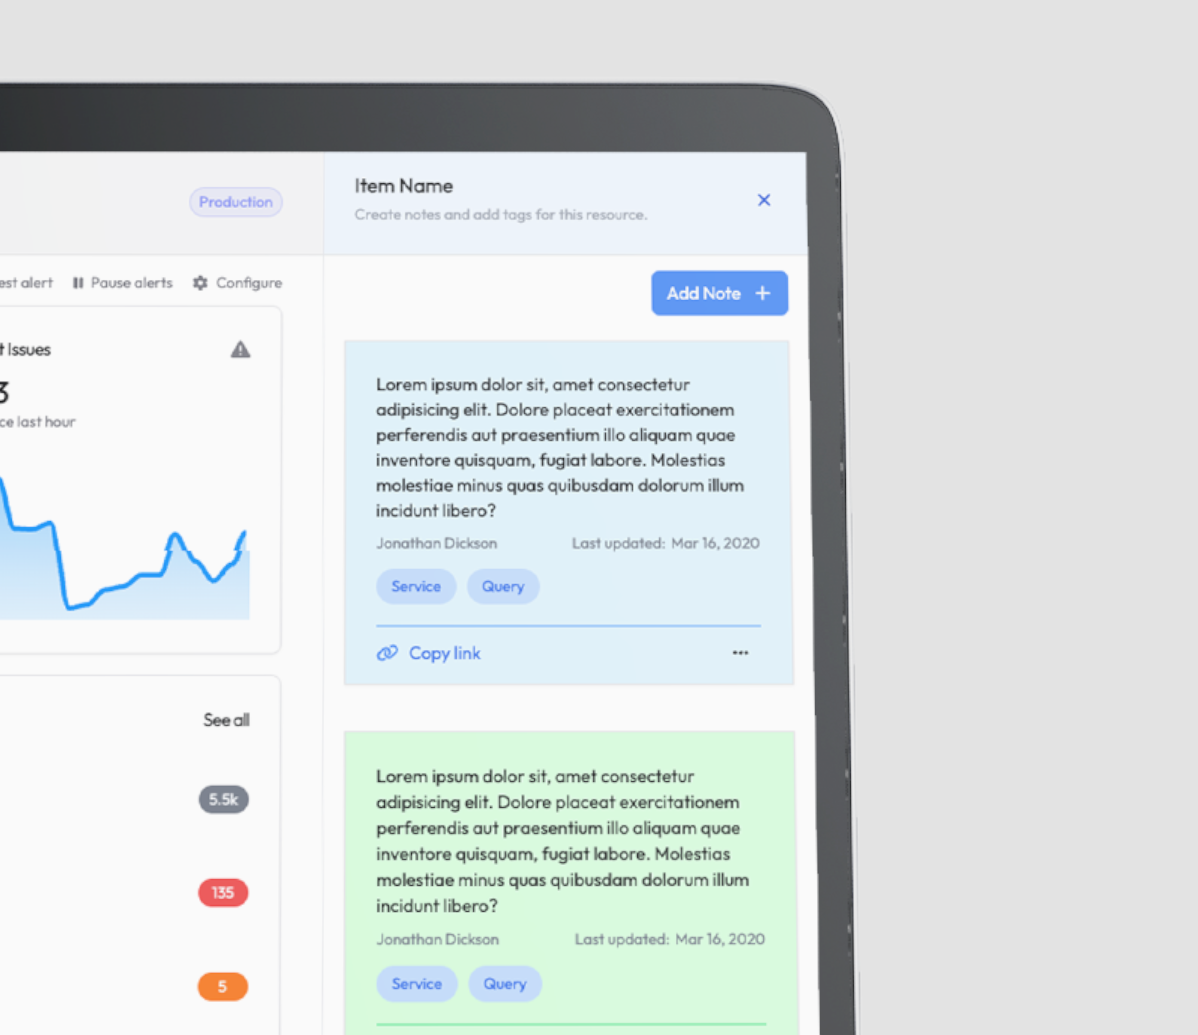 Production
Item Name
Create notes and add tags for this resource.
alert
Pause alerts
Configure
Add Note
Issues
3
last hour
Lorem ipsum dolor sit, amet consectetur
adipisicing elit. Dolore placeat exercitationem
perferendis aut praesentium illo aliquam quae
inventore quisquam, fugiat labore. Molestias
molestiae minus quas quibusdam dolorum illum
incidunt libero?
Jonathan Dickson
Last updated: Mar 16, 2020
Service
Query
Copy link
See all
5.5k
135
5
Lorem ipsum dolor sit, amet consectetur
adipisicing elit. Dolore placeat exercitationem
perferendis aut praesentium illo aliquam quae
inventore quisquam, fugiat labore. Molestias
molestiae minus quas quibusdam dolorum illum
incidunt libero?
Jonathan Dickson
Last updated: Mar 16, 2020
Service
Query